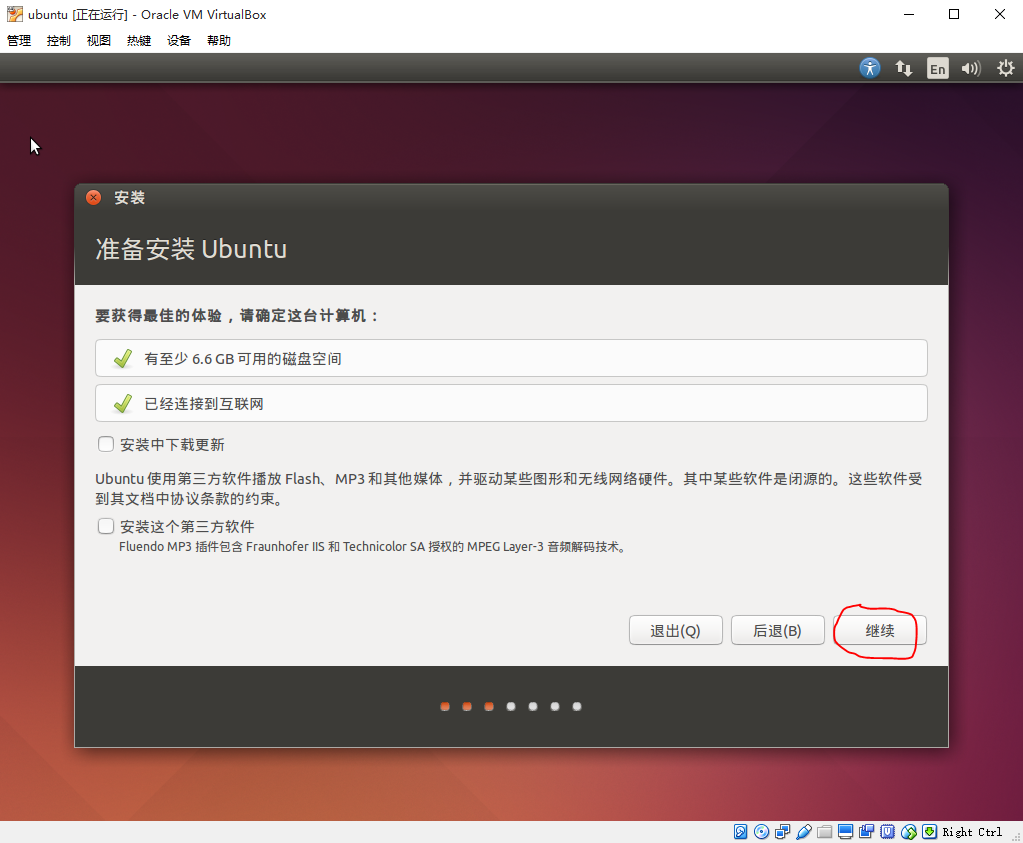 ubuntu [正在运行] - Oracle VM VirtualBox
管理 控制 视图 热键 设备 帮助
En
安装
准备安装 Ubuntu
要获得最佳的体验，请确定这台计算机：
有至少 6.6 GB 可用的磁盘空间
已经连接到互联网
安装中下载更新
Ubuntu 使用第三方软件播放 Flash、MP3 和其他媒体，并驱动某些图形和无线网络硬件。其中某些软件是闭源的。这些软件受
到其文档中协议条款的约束。
安装这个第三方软件
Fluendo MP3 插件包含 Fraunhofer IIS 和 Technicolor SA 授权的 MPEG Layer-3 音频解码技术。
退出(Q) 后退(B) 继续
Right Ctrl